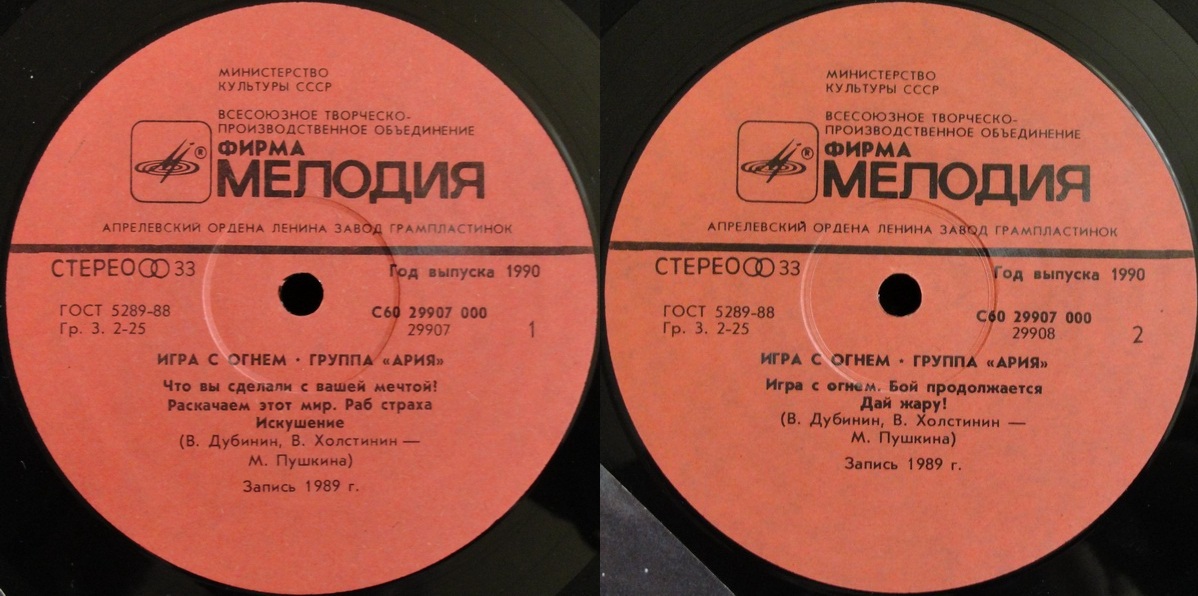 МИНИСТЕРСТВО
КУЛЬТУРЫ СССР
ВСЕСОЮЗНОЕ ТВОРЧЕСКО-
ПРОИЗВОДСТВЕННОЕ ОБЪЕДИНЕНИЕ
®
ФИРМА
МЕЛОДИЯ
АПРЕЛЕВСКИЙ ОРДЕНА ЛЕНИНА ЗАВОД ГРАМПЛАСТИНОК
СТЕРЕО 33
Год выпуска 1990
ГОСТ 5289-88
Гр. 3. 2-25
С60 29907 000
29907
1
ИГРА С ОГНЕМ · ГРУППА «АРИЯ»
Что вы сделали с вашей мечтой!
Раскачаем этот мир. Раб страха
Искушение
(В. Дубинин, В. Холстинин —
М. Пушкина)
Запись 1989 г.
МИНИСТЕРСТВО
КУЛЬТУРЫ СССР
ВСЕСОЮЗНОЕ ТВОРЧЕСКО-
ПРОИЗВОДСТВЕННОЕ ОБЪЕДИНЕНИЕ
®
ФИРМА
МЕЛОДИЯ
АПРЕЛЕВСКИЙ ОРДЕНА ЛЕНИНА ЗАВОД ГРАМПЛАСТИНОК
СТЕРЕО 33
Год выпуска 1990
ГОСТ 5289-88
Гр. 3. 2-25
С60 29907 000
29908
2
ИГРА С ОГНЕМ · ГРУППА «АРИЯ»
Игра с огнем. Бой продолжается
Дай жару!
(В. Дубинин, В. Холстинин —
М. Пушкина)
Запись 1989 г.